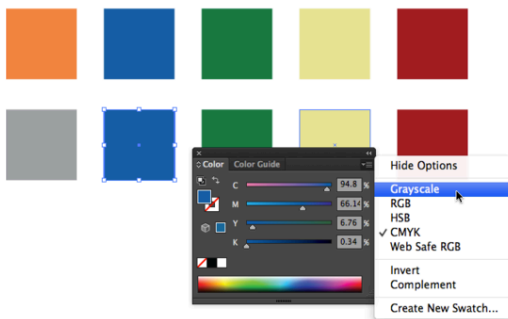 Color Color Guide
C 94.8 %
M 66.14 %
Y 6.76 %
K 0.34 %
Hide Options
Grayscale
RGB
HSB
✓ CMYK
Web Safe RGB
Invert
Complement
Create New Swatch...